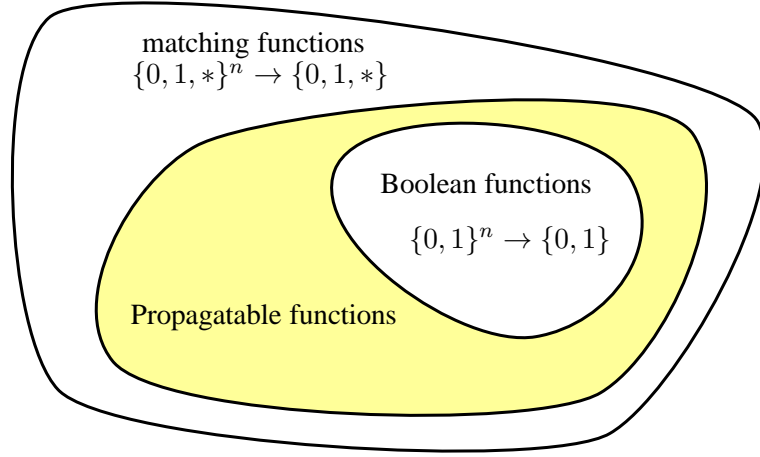 matching functions
{0, 1, ∗}ⁿ → {0, 1, ∗}
Boolean functions
{0, 1}ⁿ → {0, 1}
Propagatable functions